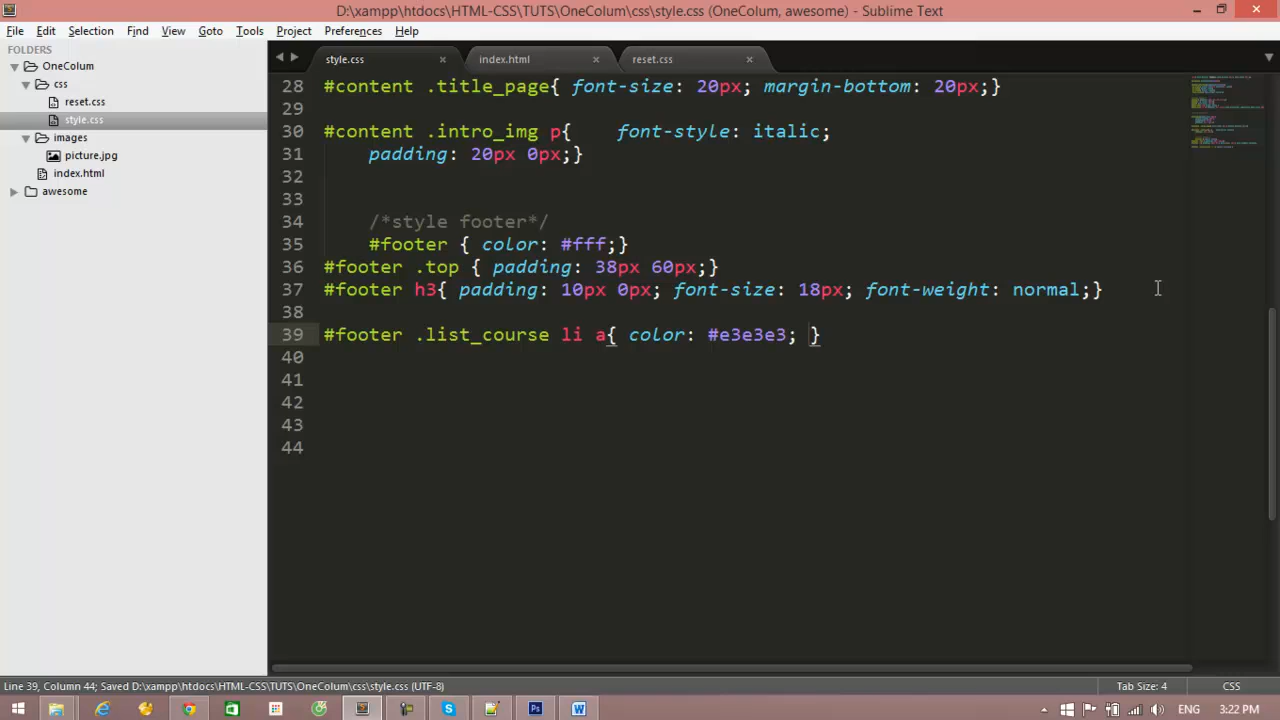 D:\xampp\htdocs\HTML-CSS\TUTS\OneColum\css\style.css (OneColum, awesome) - Sublime Text
File Edit Selection Find View Goto Tools Project Preferences Help
FOLDERS
OneColum
css
reset.css
style.css
images
picture.jpg
index.html
awesome
style.css × index.html × reset.css ×
28 #content .title_page{ font-size: 20px; margin-bottom: 20px;}
29
30 #content .intro_img p{ font-style: italic;
31 padding: 20px 0px;}
32
33
34 /*style footer*/
35 #footer { color: #fff;}
36 #footer .top { padding: 38px 60px;}
37 #footer h3{ padding: 10px 0px; font-size: 18px; font-weight: normal;}
38
39 #footer .list_course li a{ color: #e3e3e3; }
40
41
42
43
44
Line 39, Column 44; Saved D:\xampp\htdocs\HTML-CSS\TUTS\OneColum\css\style.css (UTF-8) Tab Size: 4 CSS
ENG 3:22 PM